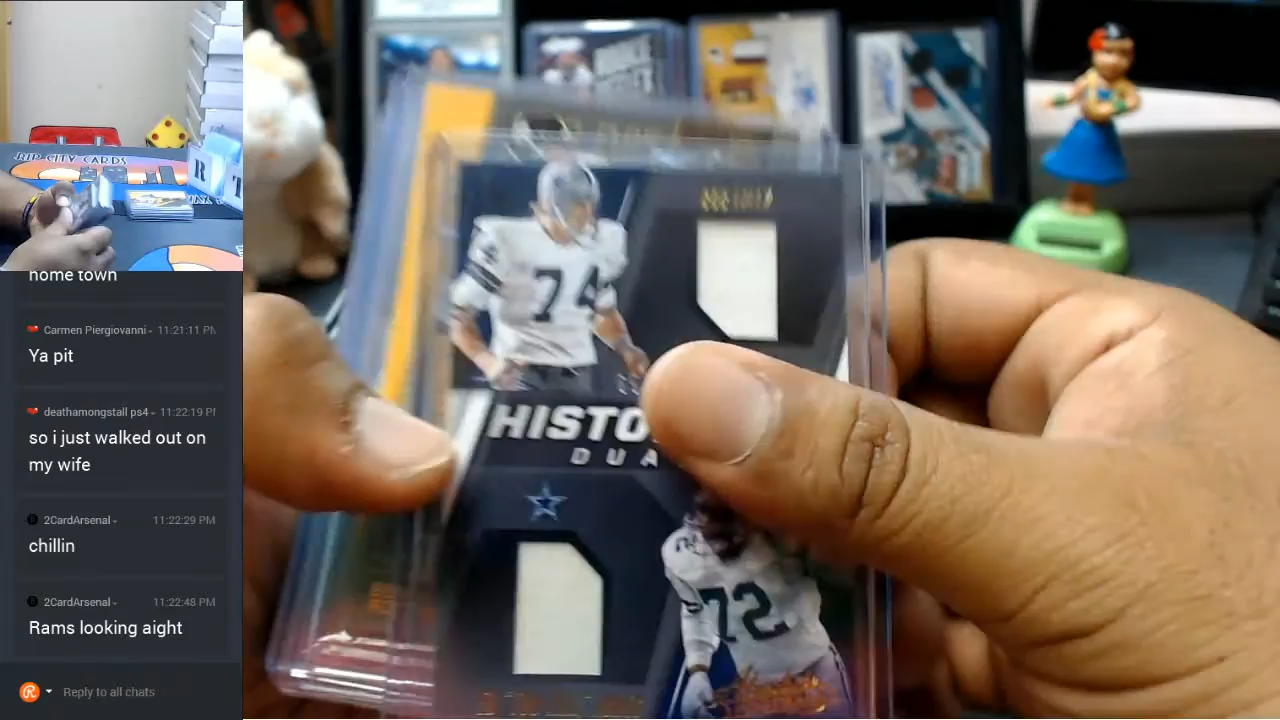 RIP CITY CARDS
R
home town
Carmen Piergiovanni - 11:21:11 PM
Ya pit
deathamongstall ps4 - 11:22:19 PM
so i just walked out on
my wife
2CardArsenal - 11:22:29 PM
chillin
2CardArsenal - 11:22:48 PM
Rams looking aight
Reply to all chats
74
HISTO
DUA
72